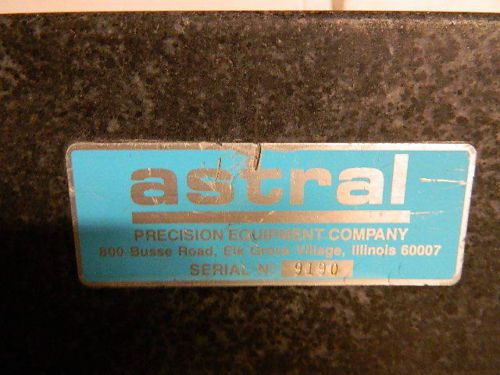 astral
PRECISION EQUIPMENT COMPANY
800 Busse Road, Elk Grove Village, Illinois 60007
SERIAL Nº 9190